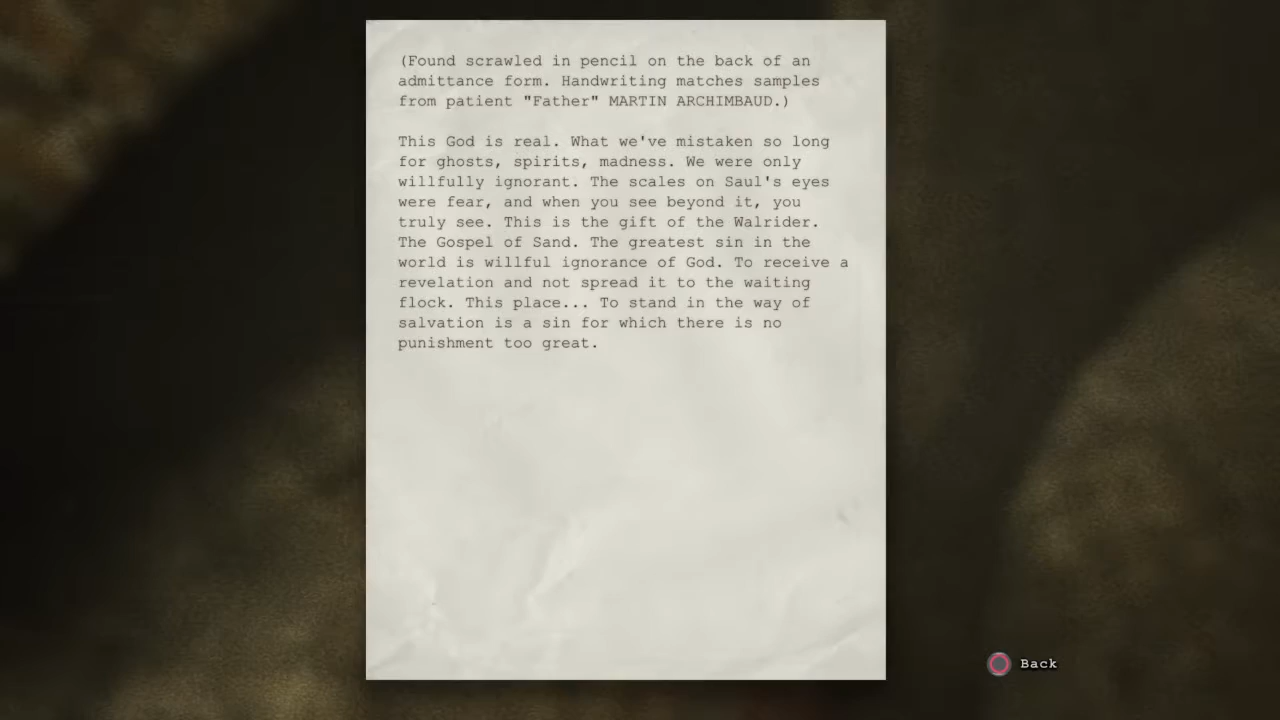 (Found scrawled in pencil on the back of an
admittance form. Handwriting matches samples
from patient "Father" MARTIN ARCHIMBAUD.)
This God is real. What we've mistaken so long
for ghosts, spirits, madness. We were only
willfully ignorant. The scales on Saul's eyes
were fear, and when you see beyond it, you
truly see. This is the gift of the Walrider.
The Gospel of Sand. The greatest sin in the
world is willful ignorance of God. To receive a
revelation and not spread it to the waiting
flock. This place... To stand in the way of
salvation is a sin for which there is no
punishment too great.
Back